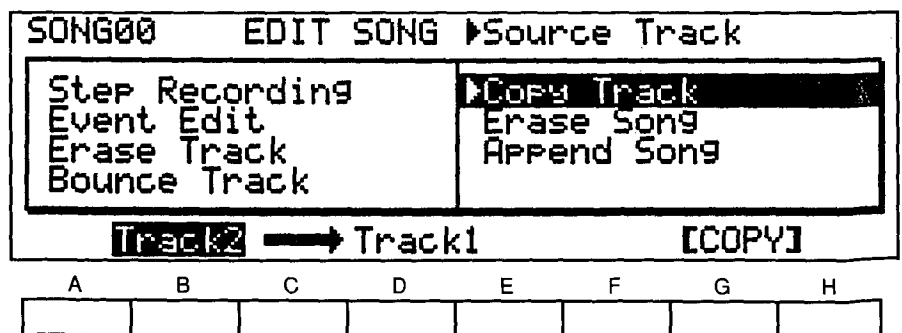 SONG00 EDIT SONG ▶Source Track
Step Recording
Event Edit
Erase Track
Bounce Track
▶Copy Track
Erase Song
Append Song
Track2 → Track1 [COPY]
A B C D E F G H